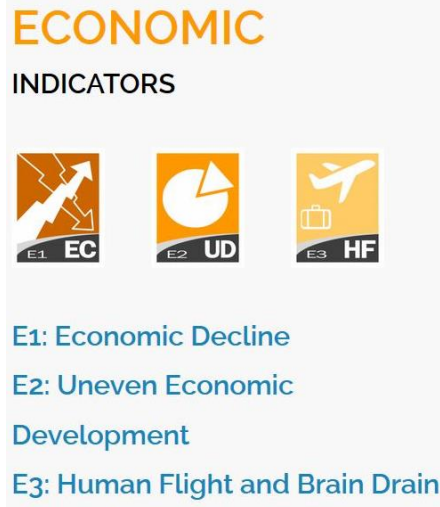 ECONOMIC
INDICATORS
E1 EC E2 UD E3 HF
E1: Economic Decline
E2: Uneven Economic
Development
E3: Human Flight and Brain Drain